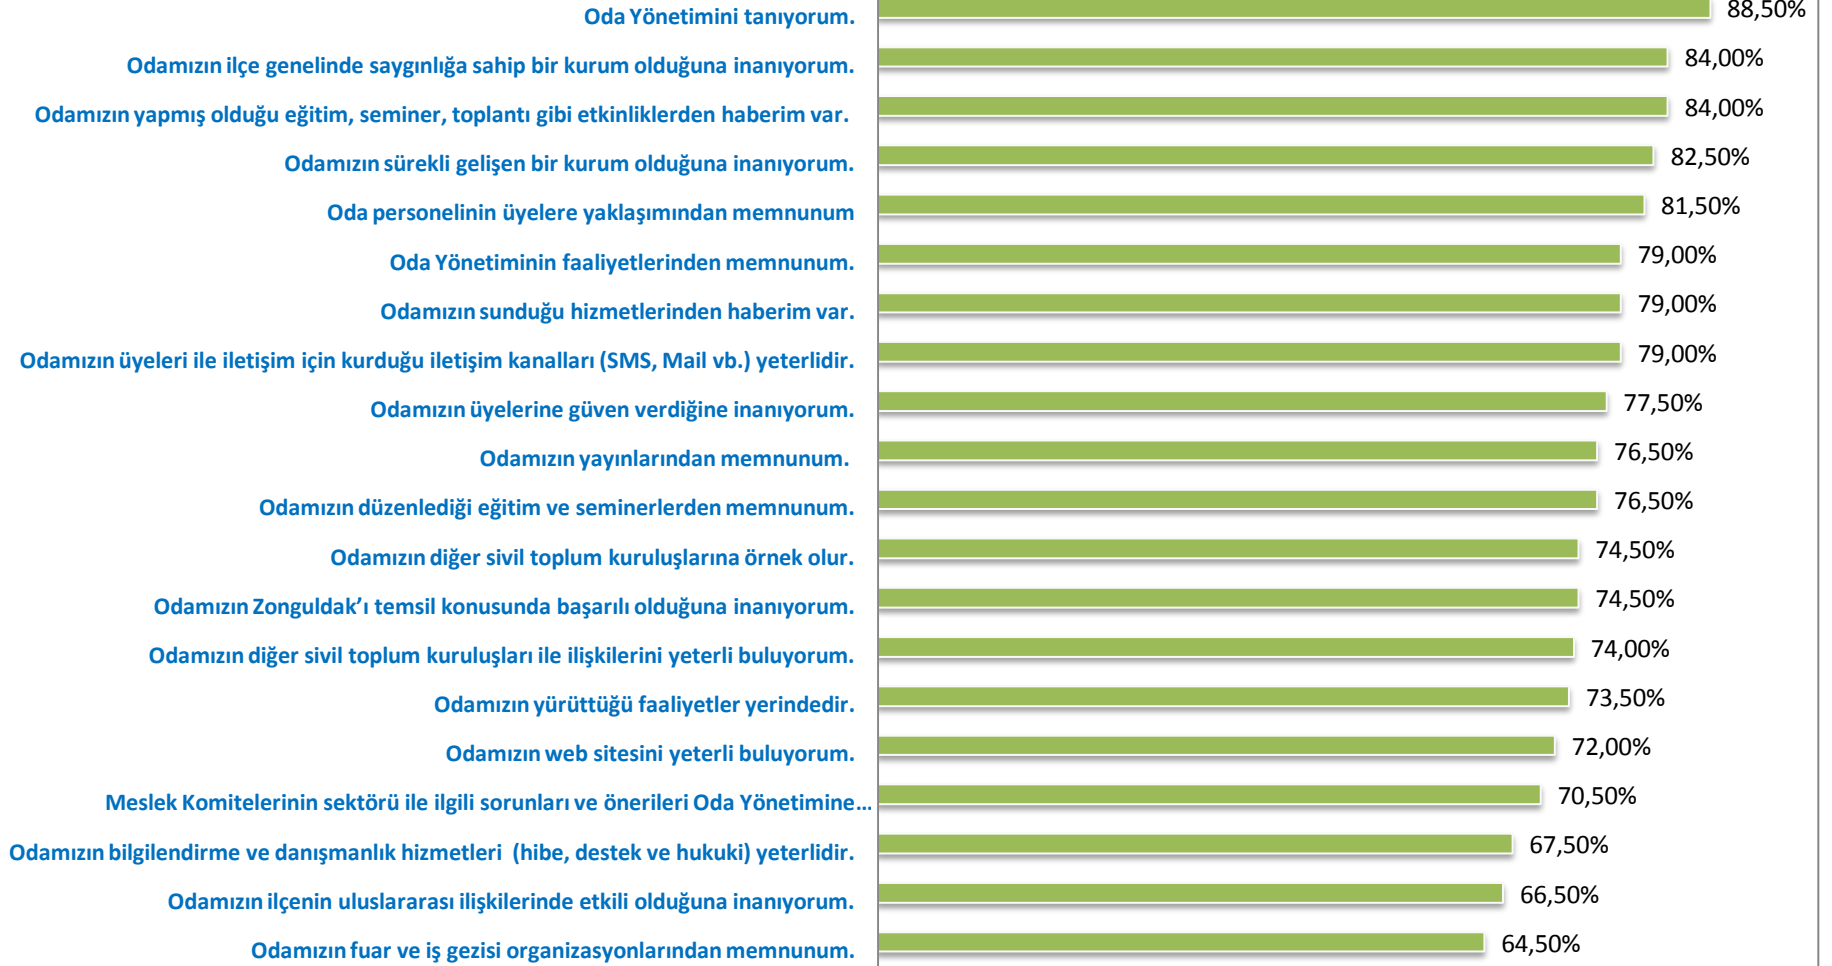 Oda Yönetimini tanıyorum. 88,50%
Odamızın ilçe genelinde saygınlığa sahip bir kurum olduğuna inanıyorum. 84,00%
Odamızın yapmış olduğu eğitim, seminer, toplantı gibi etkinliklerden haberim var. 84,00%
Odamızın sürekli gelişen bir kurum olduğuna inanıyorum. 82,50%
Oda personelinin üyelere yaklaşımından memnunum 81,50%
Oda Yönetiminin faaliyetlerinden memnunum. 79,00%
Odamızın sunduğu hizmetlerinden haberim var. 79,00%
Odamızın üyeleri ile iletişim için kurduğu iletişim kanalları (SMS, Mail vb.) yeterlidir. 79,00%
Odamızın üyelerine güven verdiğine inanıyorum. 77,50%
Odamızın yayınlarından memnunum. 76,50%
Odamızın düzenlediği eğitim ve seminerlerden memnunum. 76,50%
Odamızın diğer sivil toplum kuruluşlarına örnek olur. 74,50%
Odamızın Zonguldak’ı temsil konusunda başarılı olduğuna inanıyorum. 74,50%
Odamızın diğer sivil toplum kuruluşları ile ilişkilerini yeterli buluyorum. 74,00%
Odamızın yürüttüğü faaliyetler yerindedir. 73,50%
Odamızın web sitesini yeterli buluyorum. 72,00%
Meslek Komitelerinin sektörü ile ilgili sorunları ve önerileri Oda Yönetimine… 70,50%
Odamızın bilgilendirme ve danışmanlık hizmetleri (hibe, destek ve hukuki) yeterlidir. 67,50%
Odamızın ilçenin uluslararası ilişkilerinde etkili olduğuna inanıyorum. 66,50%
Odamızın fuar ve iş gezisi organizasyonlarından memnunum. 64,50%